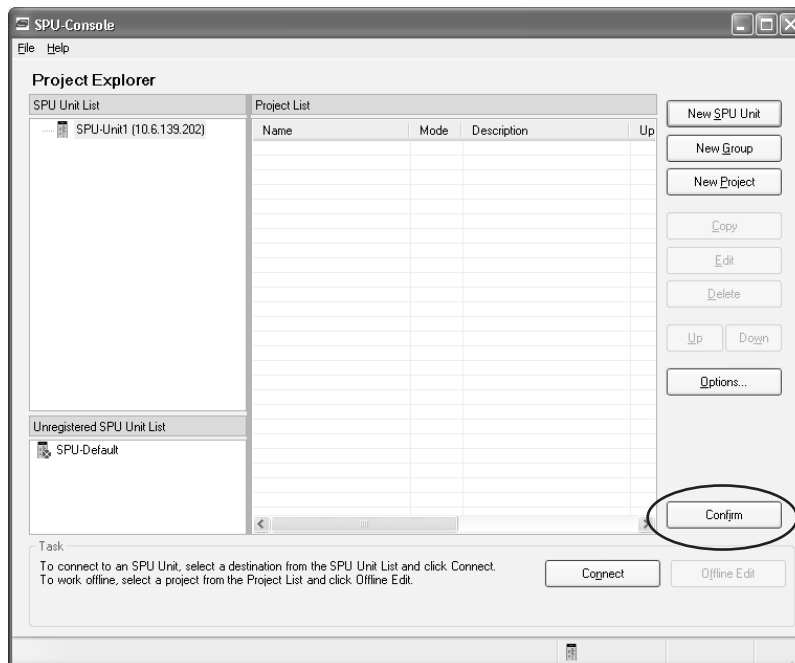 SPU-Console
File Help
Project Explorer
SPU Unit List
SPU-Unit1 (10.6.139.202)
Unregistered SPU Unit List
SPU-Default
Project List
Name Mode Description Up
New SPU Unit
New Group
New Project
Copy
Edit
Delete
Up Down
Options...
Confirm
Task
To connect to an SPU Unit, select a destination from the SPU Unit List and click Connect.
To work offline, select a project from the Project List and click Offline Edit.
Connect Offline Edit